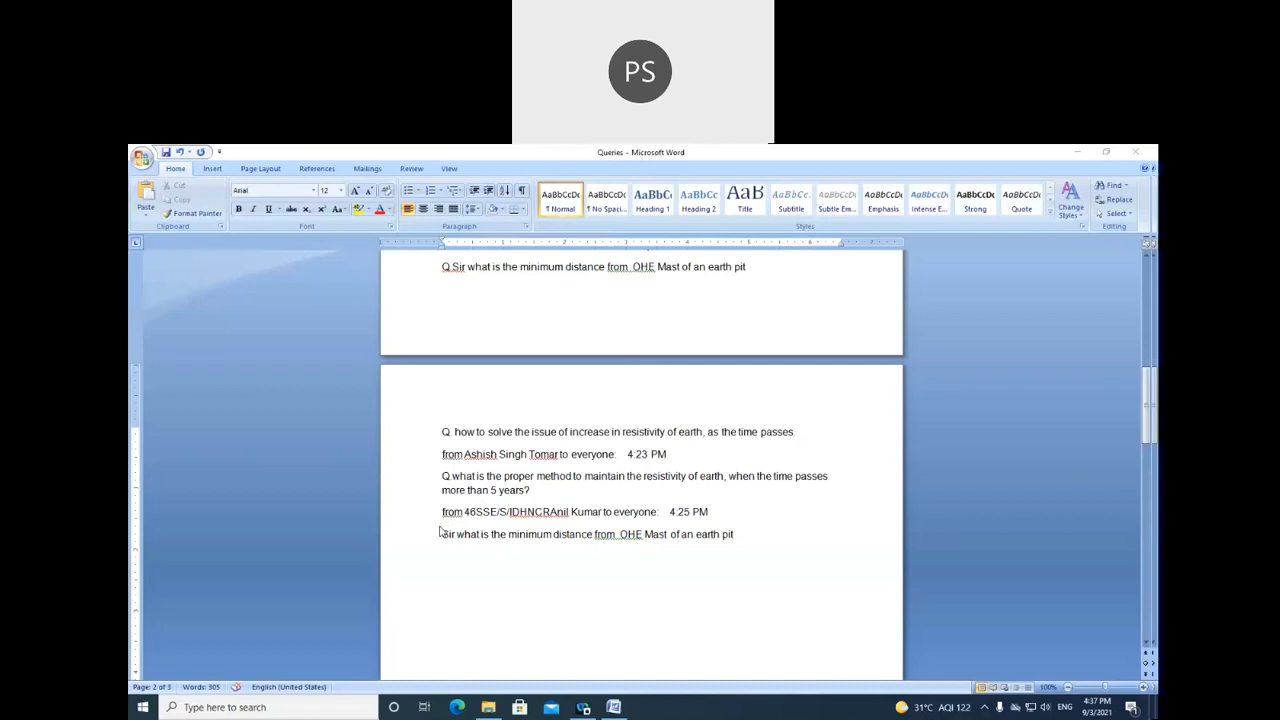 PS
Queries - Microsoft Word
Home Insert Page Layout References Mailings Review View
Paste
Cut
Copy
Format Painter
Clipboard
Arial 12
Font
Paragraph
AaBbCcDc AaBbCcDc AaBbC AaBbCc AaB AaBbCc. AaBbCcDc AaBbCcDc AaBbCcDc AaBbCcDc AaBbCcDc
¶ Normal ¶ No Spaci... Heading 1 Heading 2 Title Subtitle Subtle Em... Emphasis Intense E... Strong Quote
Change Styles
Styles
Find
Replace
Select
Editing
Q.Sir what is the minimum distance from OHE Mast of an earth pit
Q. how to solve the issue of increase in resistivity of earth, as the time passes.
from Ashish Singh Tomar to everyone: 4:23 PM
Q.what is the proper method to maintain the resistivity of earth, when the time passes
more than 5 years?
from 46SSE/S/IDHNCRAnil Kumar to everyone: 4:25 PM
Sir what is the minimum distance from OHE Mast of an earth pit
Page: 2 of 3 Words: 305 English (United States) 100%
Type here to search
31°C AQI 122 ENG
4:37 PM
9/3/2021